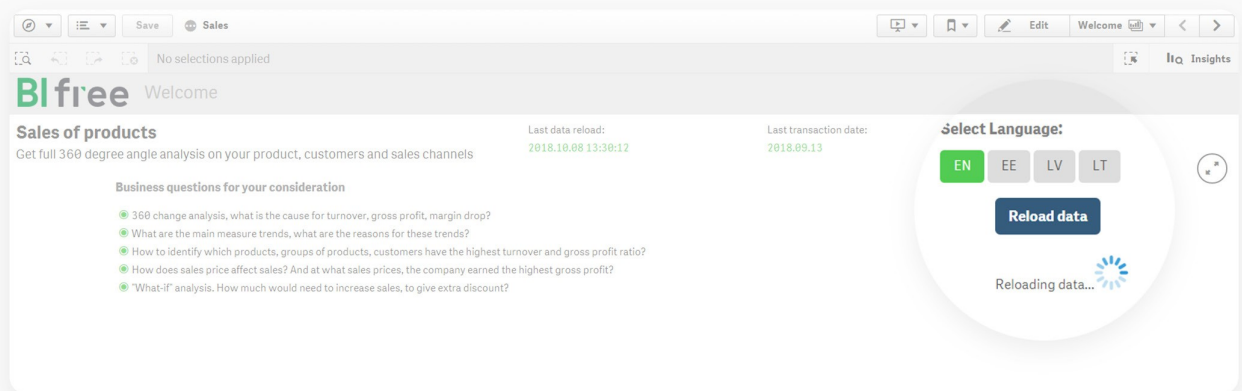 Save
Sales
Edit
Welcome
No selections applied
Insights
BI free
Welcome
Sales of products
Get full 360 degree angle analysis on your product, customers and sales channels
Last data reload:
2018.10.08 13:30:12
Last transaction date:
2018.09.13
Business questions for your consideration
360 change analysis, what is the cause for turnover, gross profit, margin drop?
What are the main measure trends, what are the reasons for these trends?
How to identify which products, groups of products, customers have the highest turnover and gross profit ratio?
How does sales price affect sales? And at what sales prices, the company earned the highest gross profit?
"What-if" analysis. How much would need to increase sales, to give extra discount?
Select Language:
EN EE LV LT
Reload data
Reloading data...